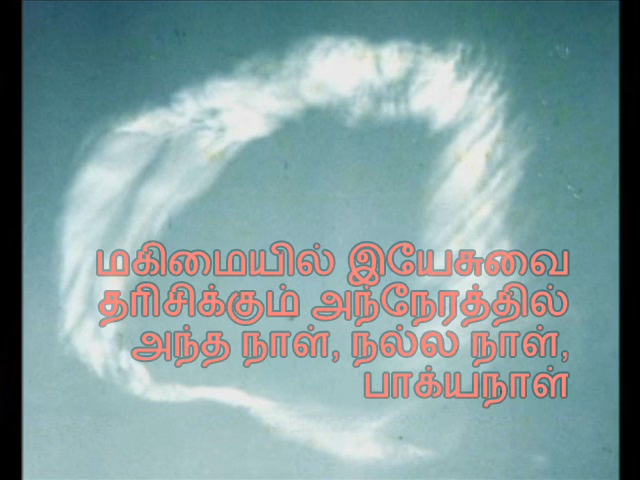 மகிமையில் இயேசுவை
தரிசிக்கும் அந்நேரத்தில்
அந்த நாள், நல்ல நாள்,
பாக்யநாள்